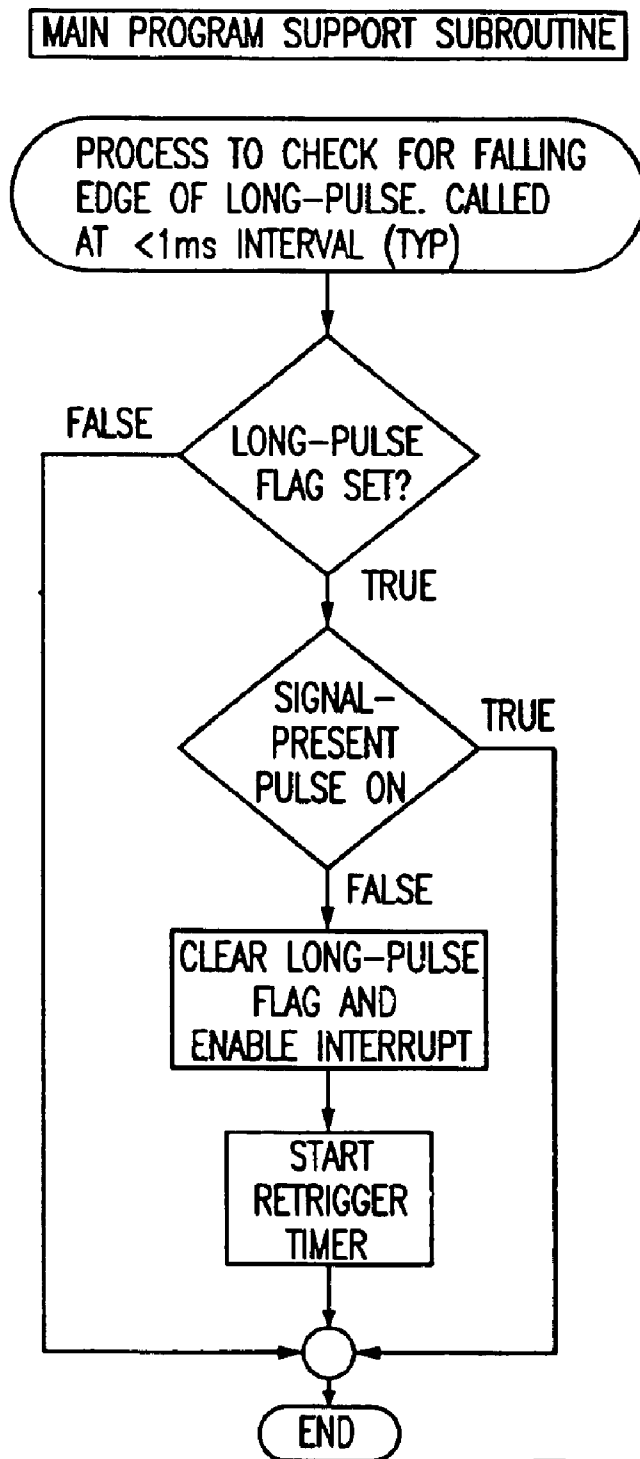 MAIN PROGRAM SUPPORT SUBROUTINE
PROCESS TO CHECK FOR FALLING
EDGE OF LONG-PULSE. CALLED
AT <1ms INTERVAL (TYP)
FALSE
LONG-PULSE
FLAG SET?
TRUE
SIGNAL-
PRESENT
PULSE ON
TRUE
FALSE
CLEAR LONG-PULSE
FLAG AND
ENABLE INTERRUPT
START
RETRIGGER
TIMER
END